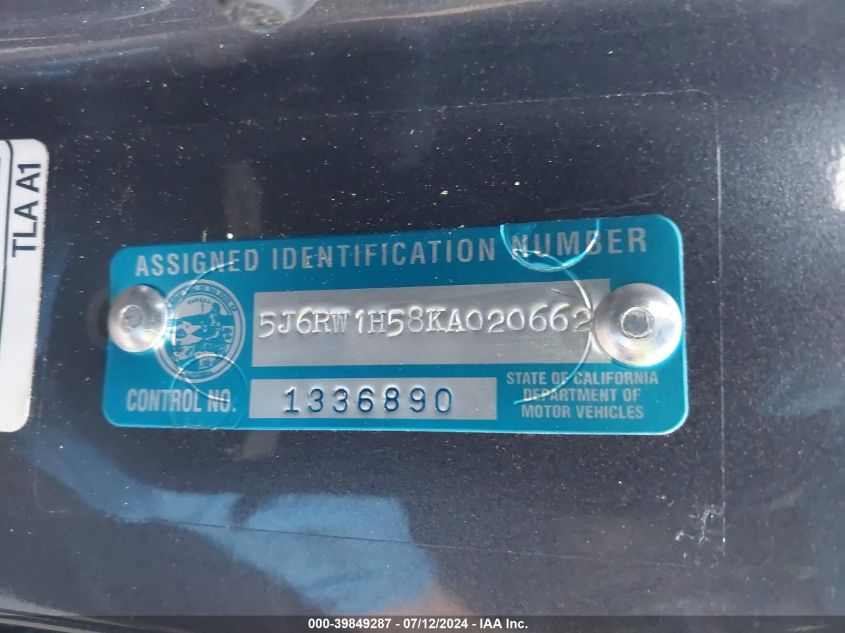 TLA A1
ASSIGNED IDENTIFICATION NUMBER
5J6RW1H58KA020662
CONTROL NO.
1336890
STATE OF CALIFORNIA
DEPARTMENT OF
MOTOR VEHICLES
000-39849287 - 07/12/2024 - IAA Inc.